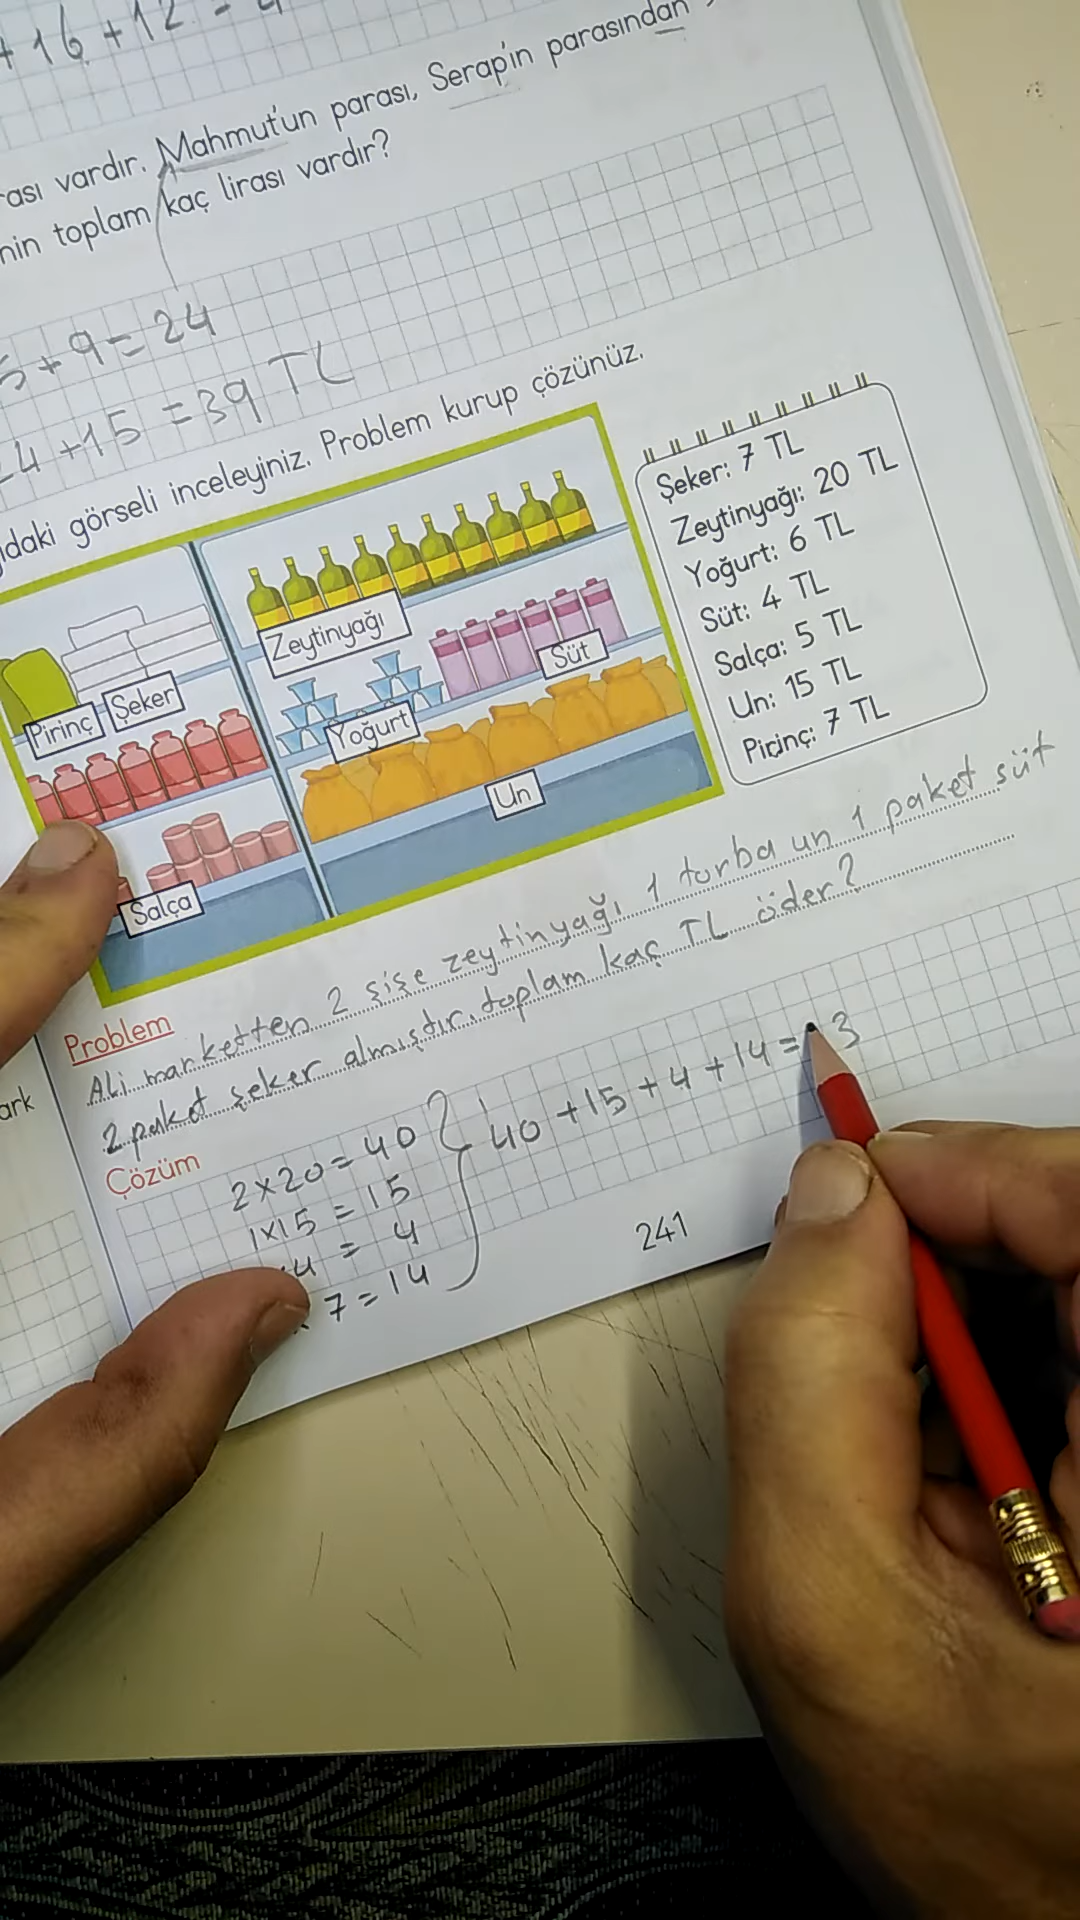 + 16 + 12 =
vardır. Mahmut'un parası, Serap'ın parasından
toplam kaç lirası vardır?
5 + 9 = 24
4 + 15 = 39 TL
görseli inceleyiniz. Problem kurup çözünüz.
Pirinç
Şeker
Salça
Zeytinyağı
Yoğurt
Süt
Un
Şeker: 7 TL
Zeytinyağı: 20 TL
Yoğurt: 6 TL
Süt: 4 TL
Salça: 5 TL
Un: 15 TL
Pirinç: 7 TL
Problem
Ali marketten 2 şişe zeytinyağı 1 torba un 1 paket süt
2 paket şeker almıştır. toplam kaç TL öder?
Çözüm
2x20 = 40
1x15 = 15
4 = 4
x 7 = 14
40 + 15 + 4 + 14 = 3
241